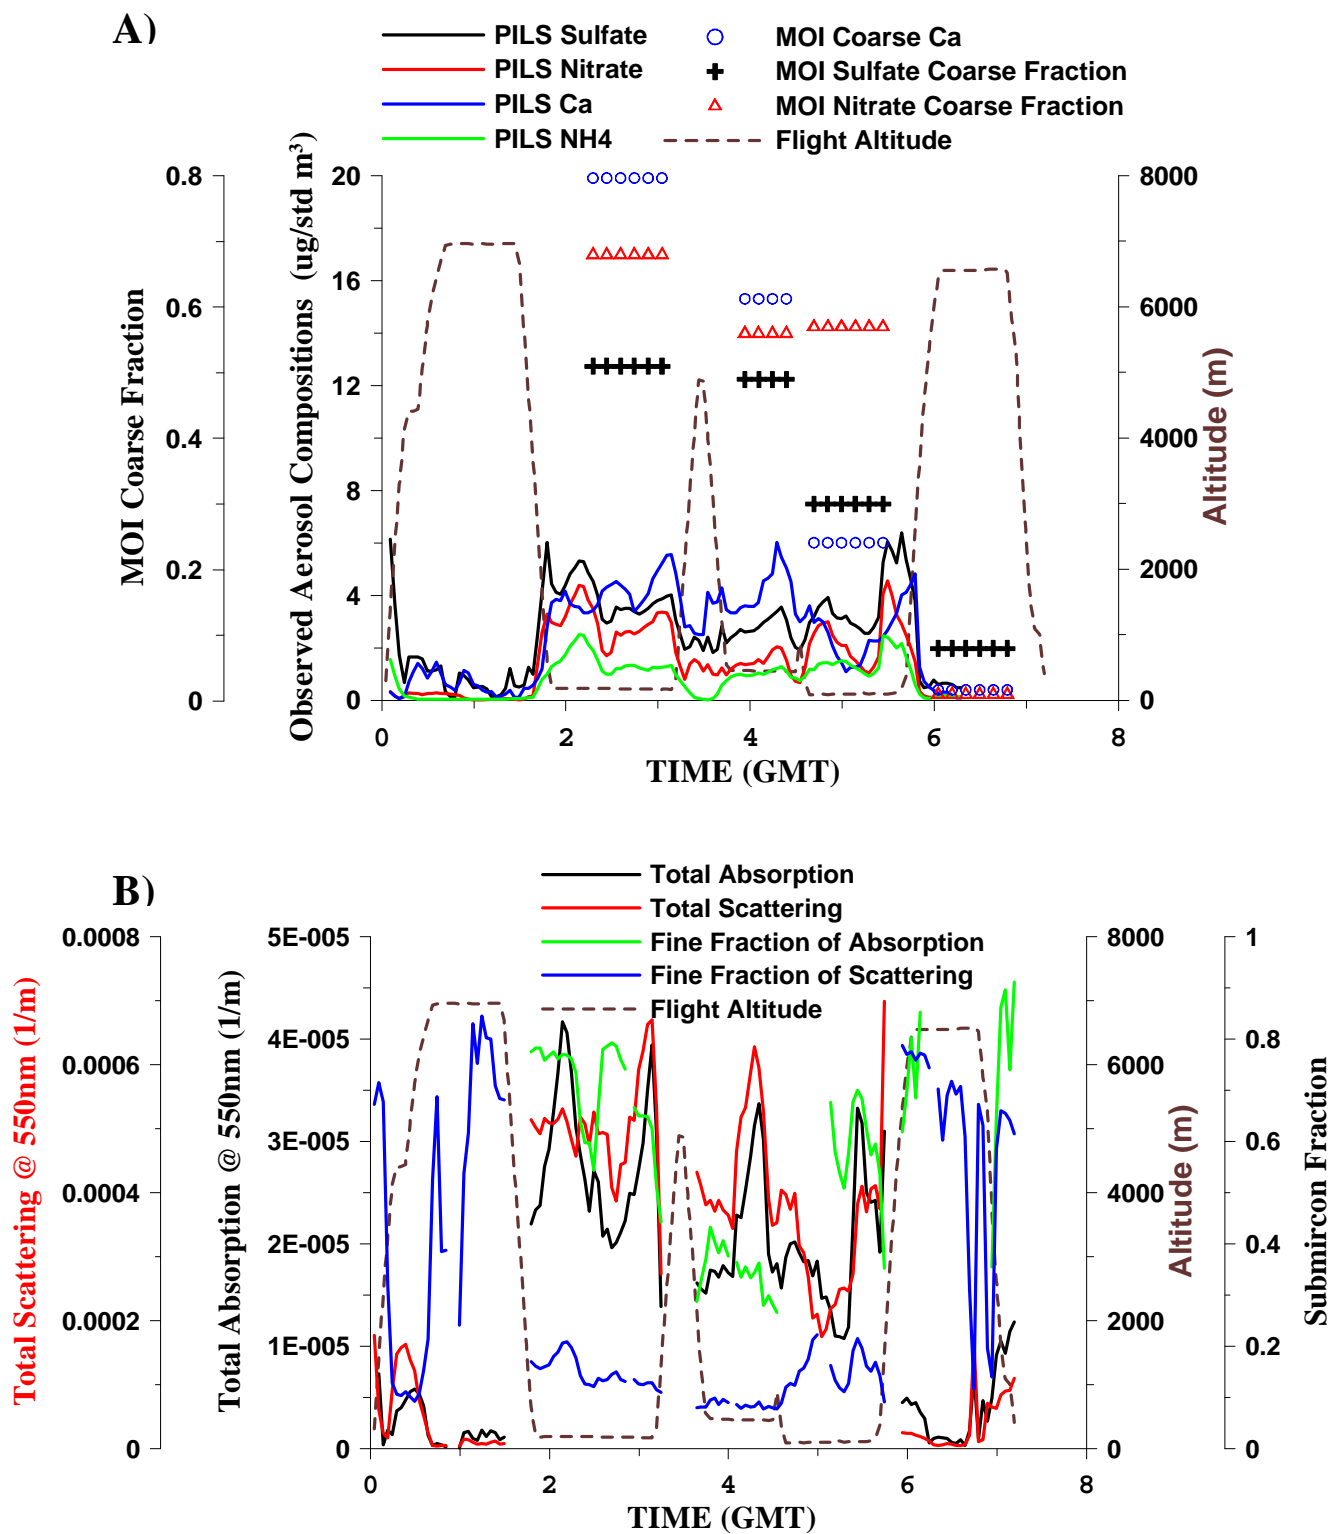 A)
PILS Sulfate
PILS Nitrate
PILS Ca
PILS NH4
MOI Coarse Ca
MOI Sulfate Coarse Fraction
MOI Nitrate Coarse Fraction
Flight Altitude
MOI Coarse Fraction
0.8
0.6
0.4
0.2
0
Observed Aerosol Compositions (ug/std m³)
20
16
12
8
4
0
8000
6000
4000
2000
0
Altitude (m)
0 2 4 6 8
TIME (GMT)
B)
Total Absorption
Total Scattering
Fine Fraction of Absorption
Fine Fraction of Scattering
Flight Altitude
Total Scattering @ 550nm (1/m)
0.0008
0.0006
0.0004
0.0002
0
Total Absorption @ 550nm (1/m)
5E-005
4E-005
3E-005
2E-005
1E-005
0
8000
6000
4000
2000
0
Altitude (m)
1
0.8
0.6
0.4
0.2
0
Submircon Fraction
0 2 4 6 8
TIME (GMT)